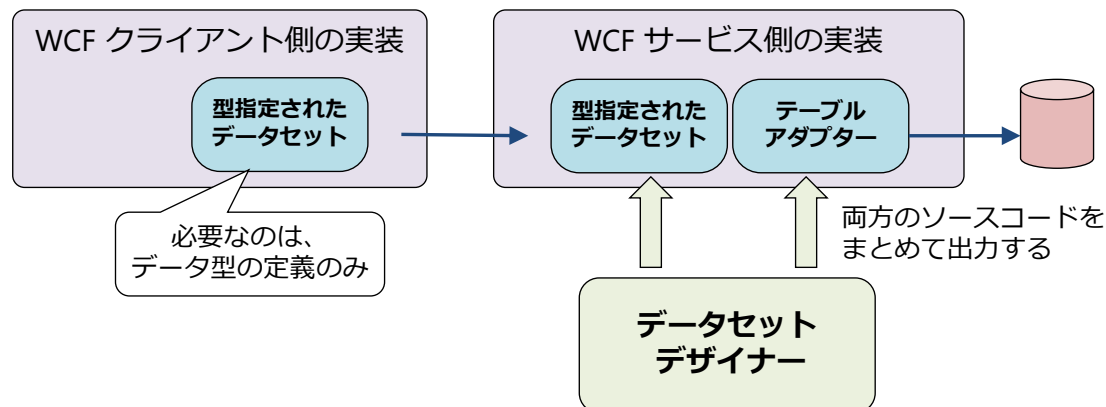 WCF クライアント側の実装
型指定された
データセット
必要なのは、
データ型の定義のみ
WCF サービス側の実装
型指定された
データセット
テーブル
アダプター
両方のソースコードを
まとめて出力する
データセット
デザイナー